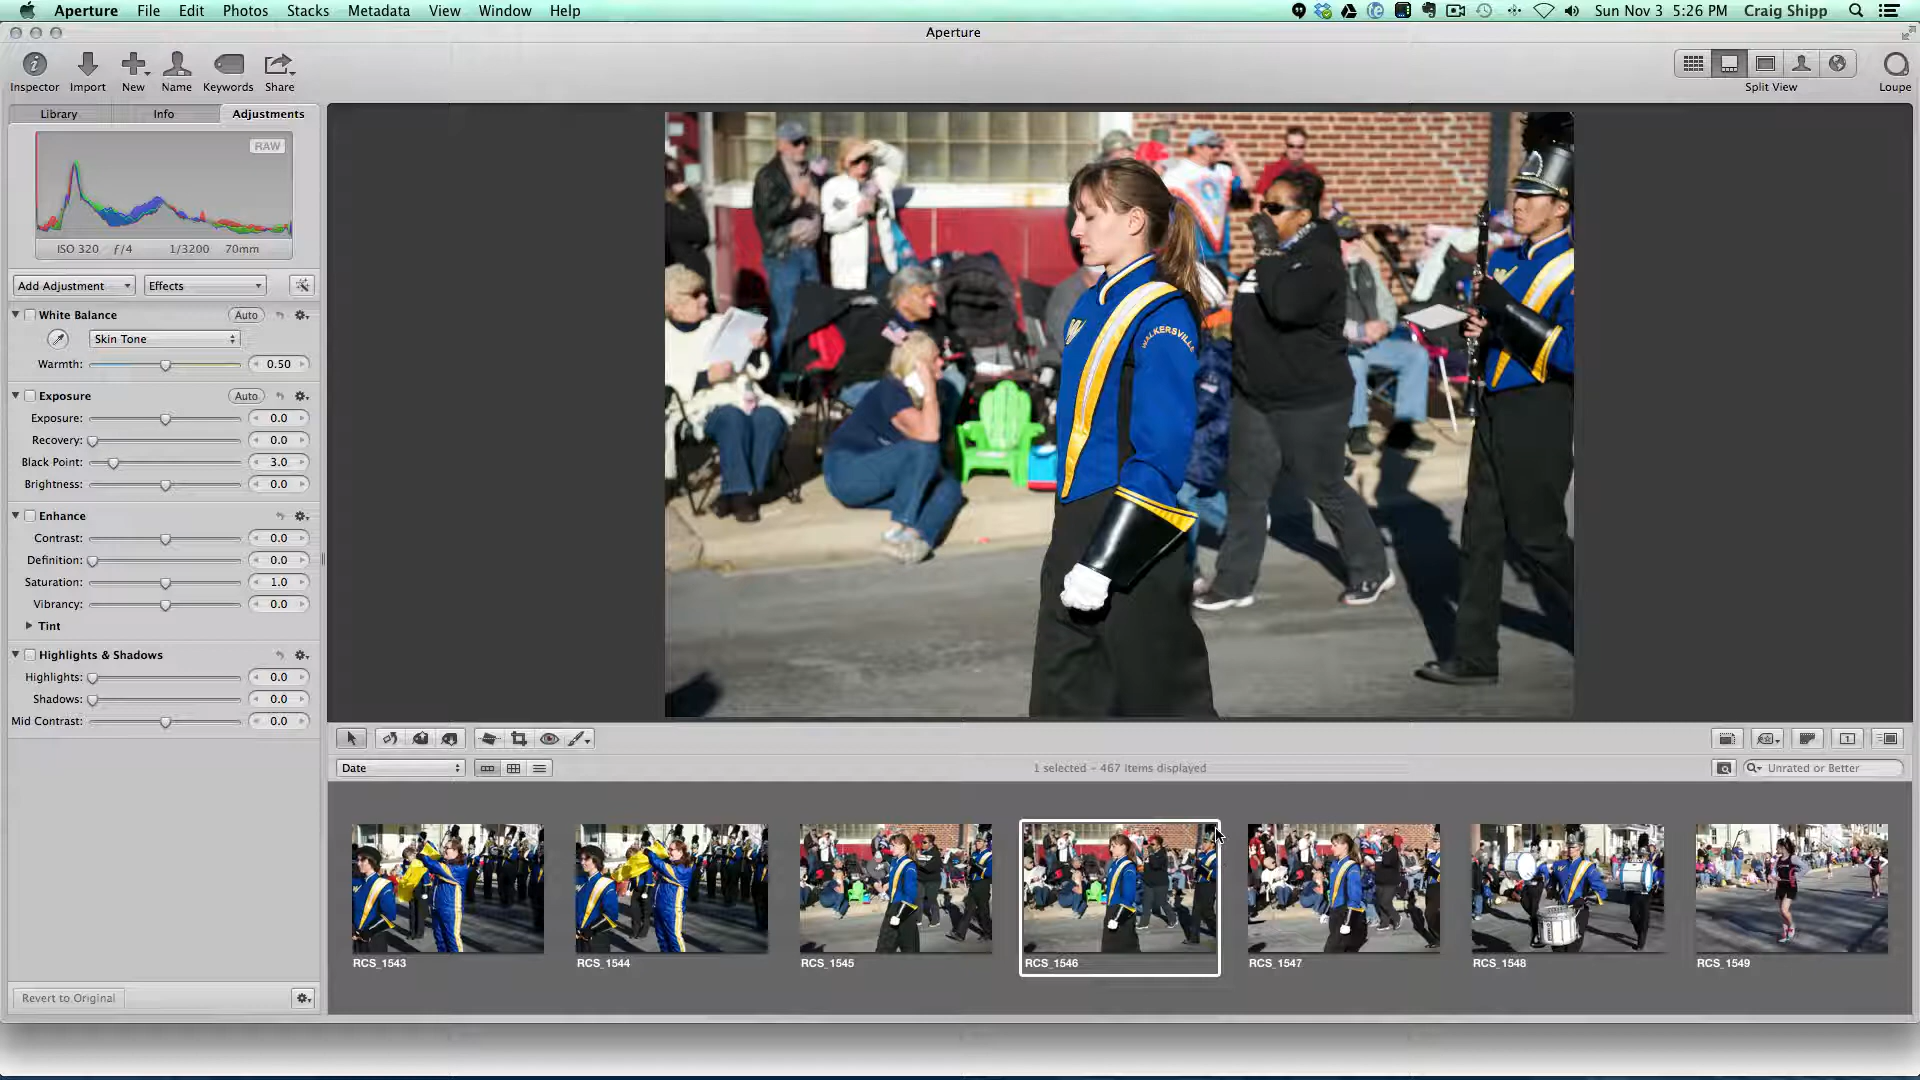 Aperture File Edit Photos Stacks Metadata View Window Help Sun Nov 3 5:26 PM Craig Shipp
Aperture
Inspector Import New Name Keywords Share Split View Loupe
Library Info Adjustments
RAW
ISO 320 f/4 1/3200 70mm
Add Adjustment Effects
White Balance Auto
Skin Tone
Warmth: 0.50
Exposure Auto
Exposure: 0.0
Recovery: 0.0
Black Point: 3.0
Brightness: 0.0
Enhance
Contrast: 0.0
Definition: 0.0
Saturation: 1.0
Vibrancy: 0.0
Tint
Highlights & Shadows
Highlights: 0.0
Shadows: 0.0
Mid Contrast: 0.0
WALKERSVILLE
W
Date 1 selected - 467 items displayed Unrated or Better
RCS_1543 RCS_1544 RCS_1545 RCS_1546 RCS_1547 RCS_1548 RCS_1549
Revert to Original